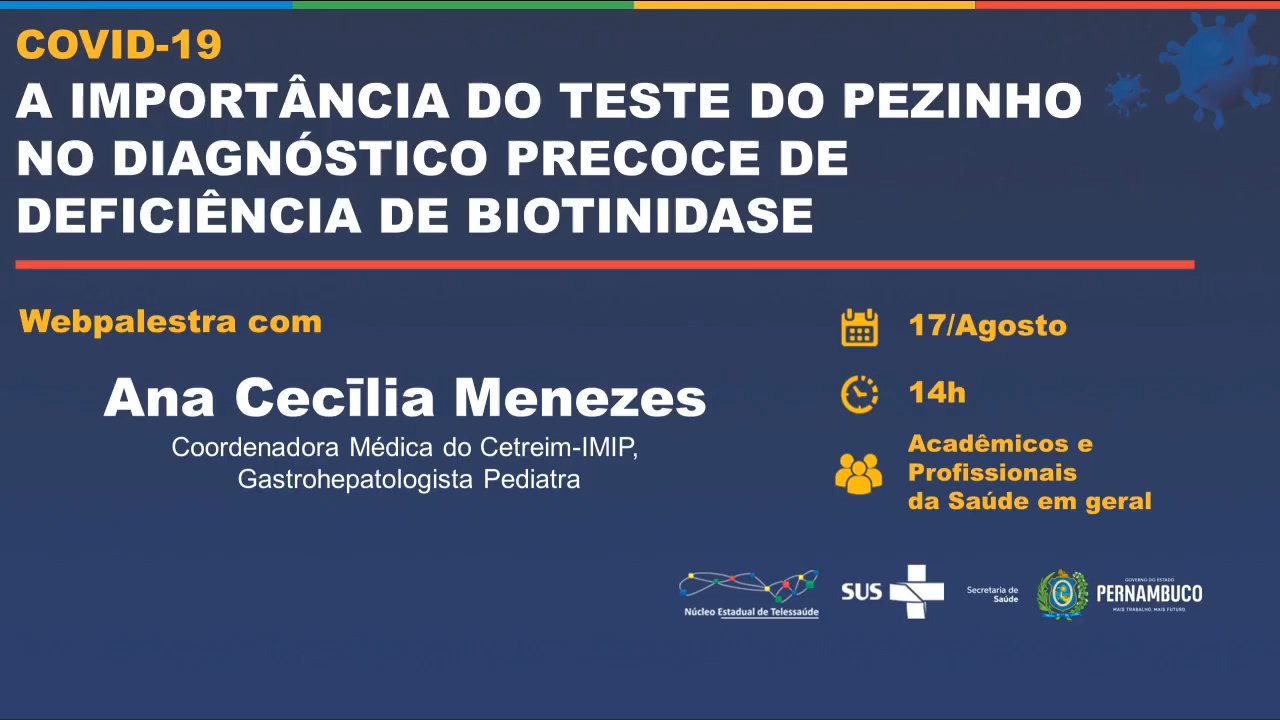 COVID-19
A IMPORTÂNCIA DO TESTE DO PEZINHO
NO DIAGNÓSTICO PRECOCE DE
DEFICIÊNCIA DE BIOTINIDASE
Webpalestra com
Ana Cecīlia Menezes
Coordenadora Médica do Cetreim-IMIP,
Gastrohepatologista Pediatra
17/Agosto
14h
Acadêmicos e
Profissionais
da Saúde em geral
Núcleo Estadual de Telessaúde
SUS
Secretaria de
Saúde
GOVERNO DO ESTADO
PERNAMBUCO
MAIS TRABALHO, MAIS FUTURO.